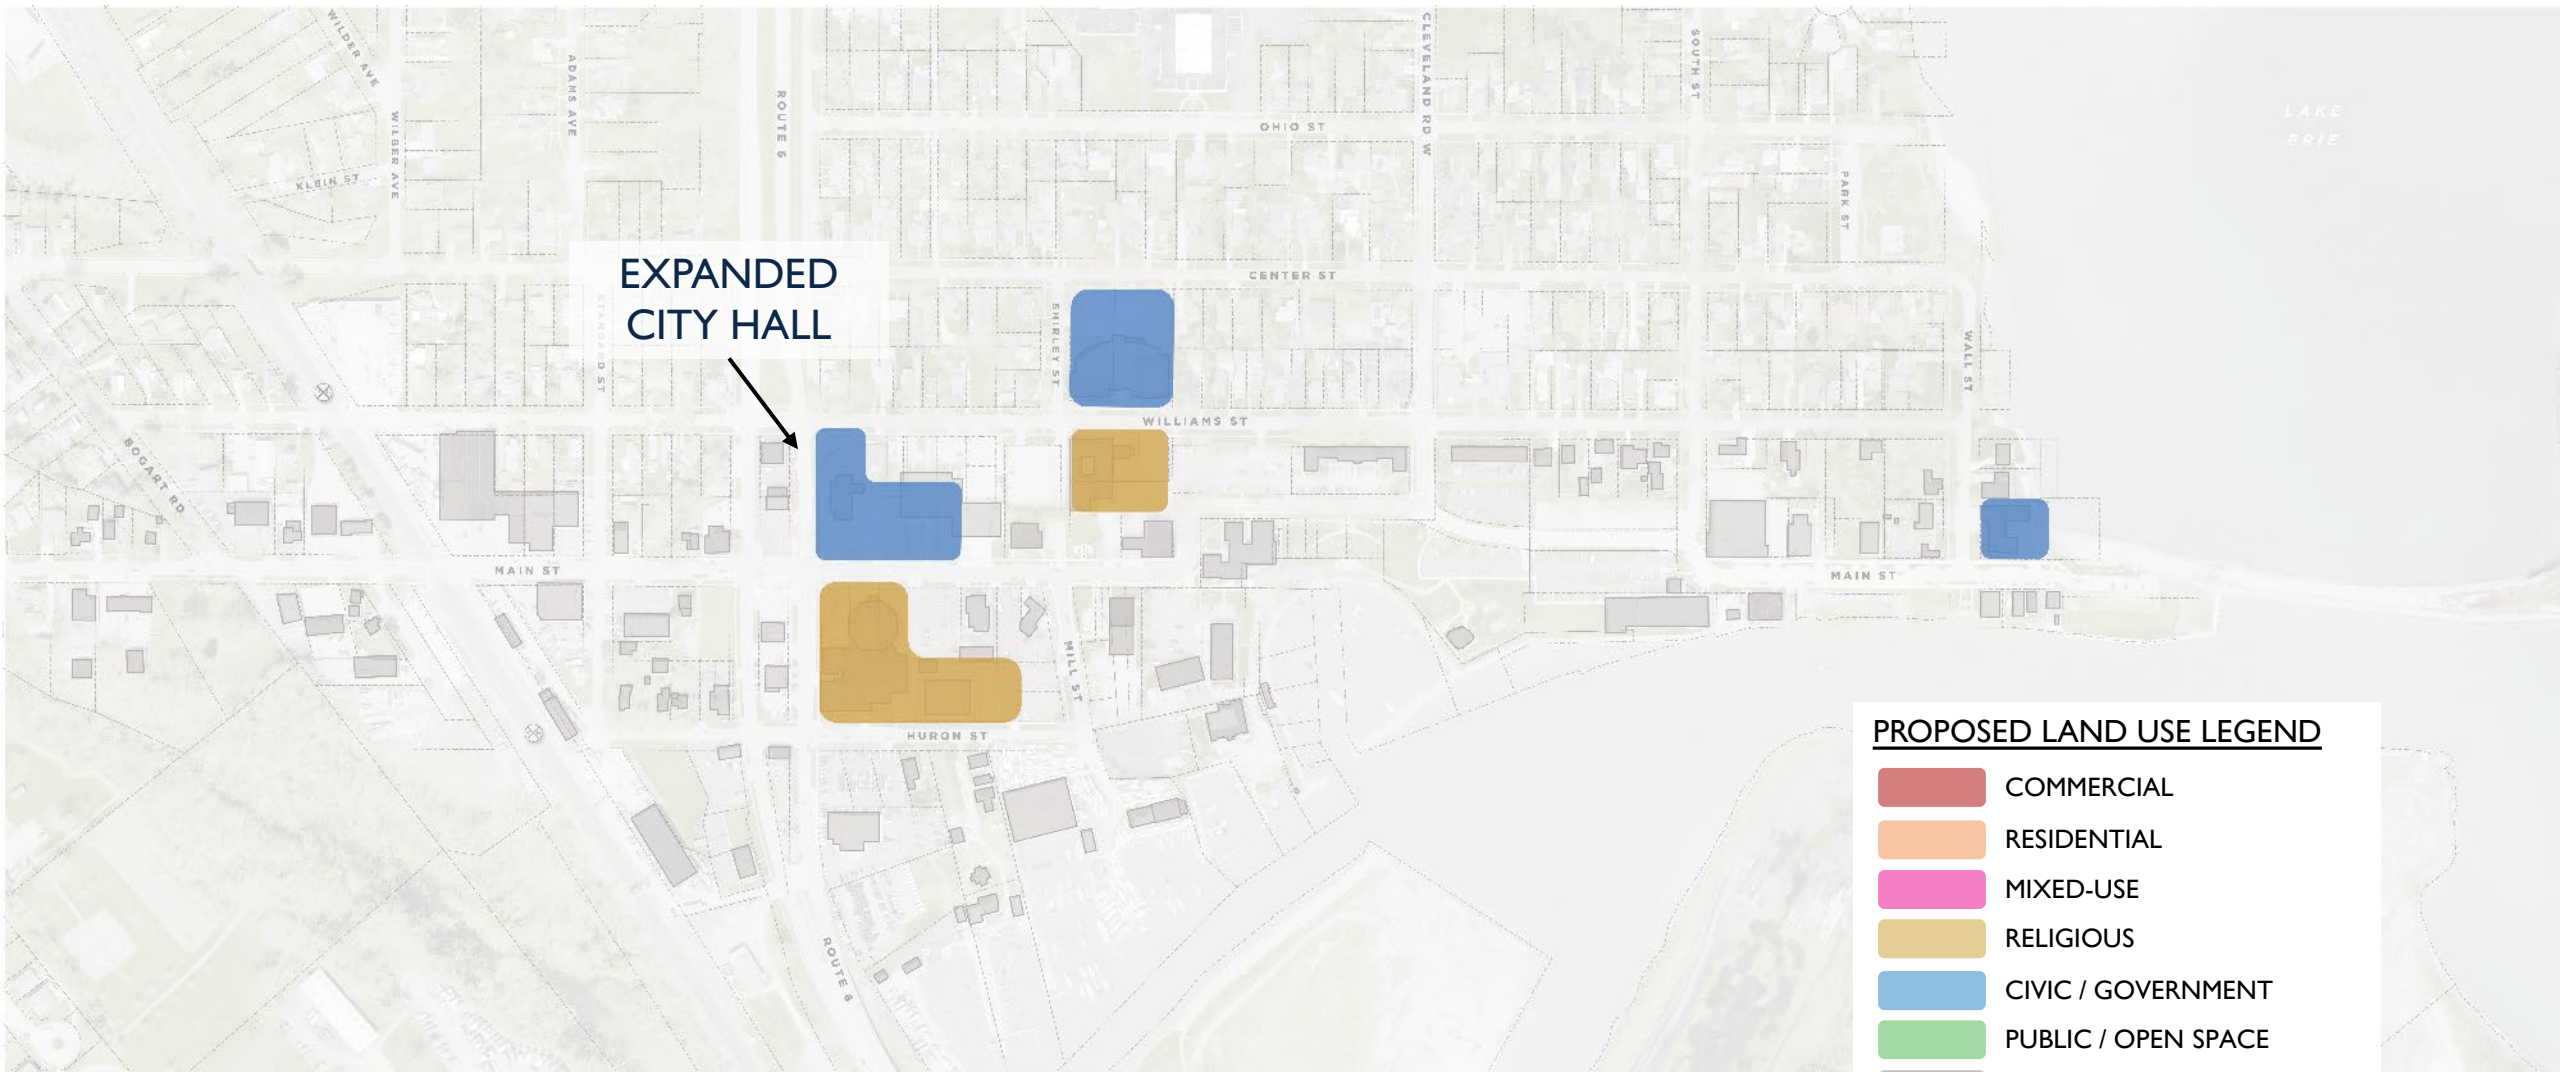 WILDER AVE
ADAMS AVE
WILBER AVE
KLEIN ST
ROUTE 6
OHIO ST
CLEVELAND RD W
SOUTH ST
PARK ST
LAKE
ERIE
EXPANDED
CITY HALL
STANDARD ST
SHIRLEY ST
CENTER ST
WALL ST
WILLIAMS ST
BOGART RD
MAIN ST
MAIN ST
MILL ST
HURON ST
ROUTE 6
PROPOSED LAND USE LEGEND
COMMERCIAL
RESIDENTIAL
MIXED-USE
RELIGIOUS
CIVIC / GOVERNMENT
PUBLIC / OPEN SPACE